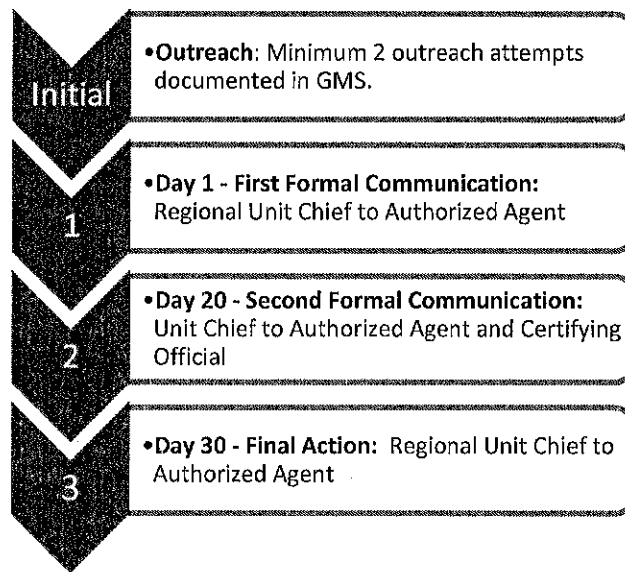 Initial
•Outreach: Minimum 2 outreach attempts
documented in GMS.
1
•Day 1 - First Formal Communication:
Regional Unit Chief to Authorized Agent
2
•Day 20 - Second Formal Communication:
Unit Chief to Authorized Agent and Certifying
Official
3
•Day 30 - Final Action: Regional Unit Chief to
Authorized Agent